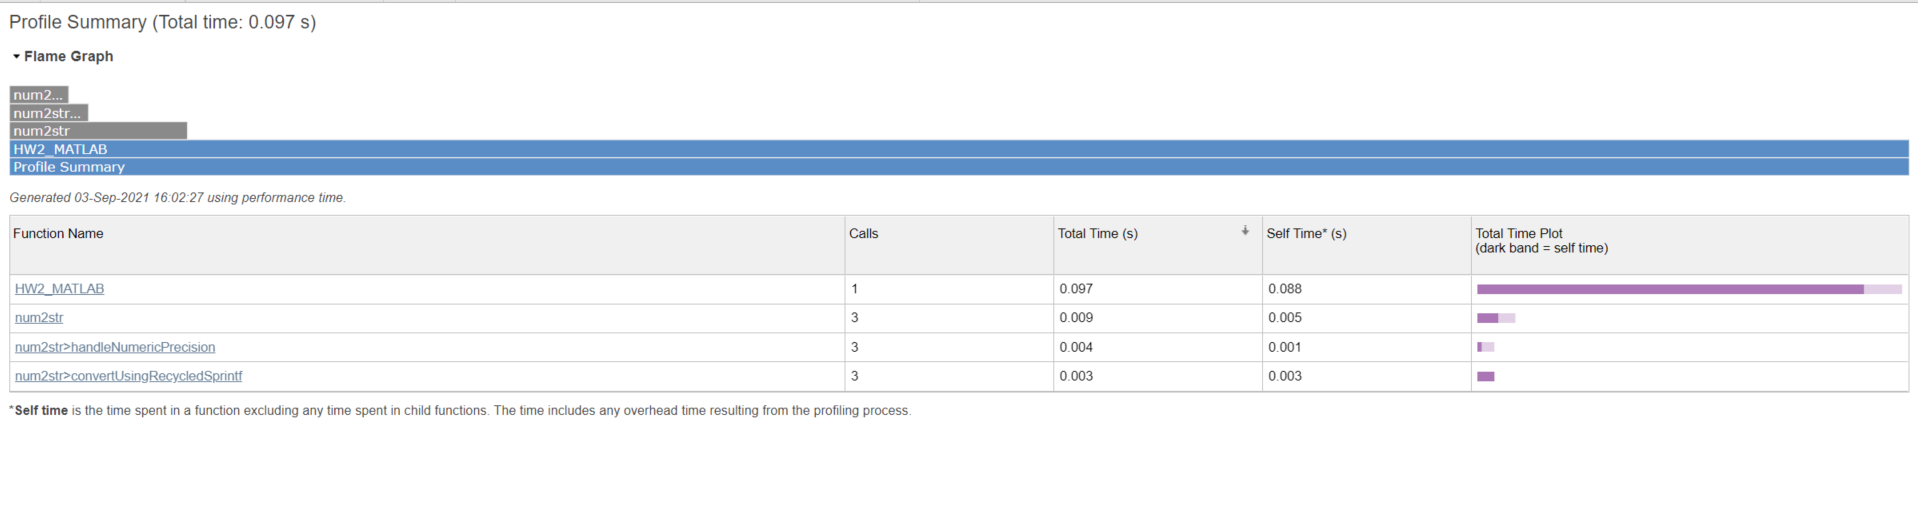 Profile Summary (Total time: 0.097 s)
Flame Graph
num2...
num2str...
num2str
HW2_MATLAB
Profile Summary
Generated 03-Sep-2021 16:02:27 using performance time.
Function Name Calls Total Time (s) Self Time* (s) Total Time Plot
(dark band = self time)
HW2_MATLAB 1 0.097 0.088
num2str 3 0.009 0.005
num2str>handleNumericPrecision 3 0.004 0.001
num2str>convertUsingRecycledSprintf 3 0.003 0.003
*Self time is the time spent in a function excluding any time spent in child functions. The time includes any overhead time resulting from the profiling process.